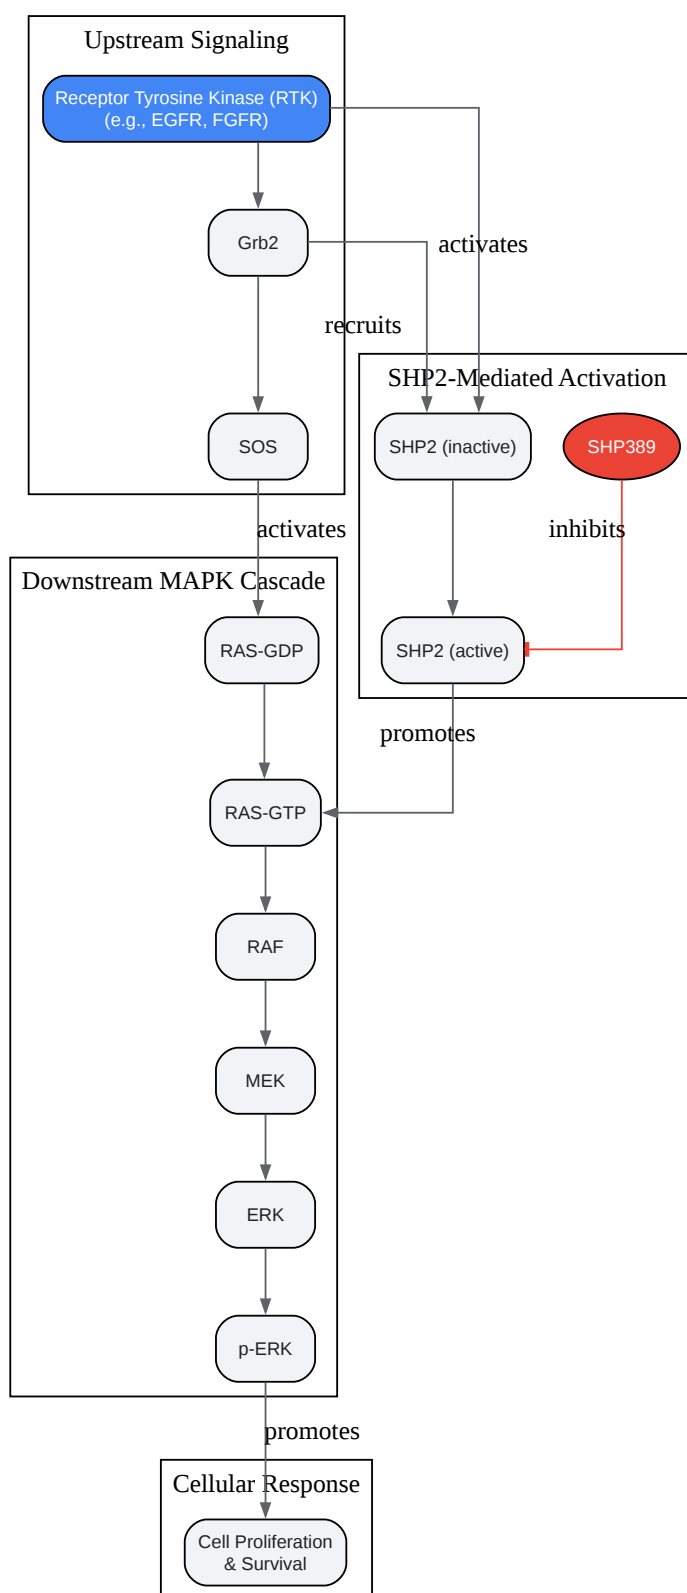 Upstream Signaling
Receptor Tyrosine Kinase (RTK)
(e.g., EGFR, FGFR)
Grb2
activates
recruits
SHP2-Mediated Activation
SOS
SHP2 (inactive)
SHP389
activates
inhibits
Downstream MAPK Cascade
RAS-GDP
SHP2 (active)
promotes
RAS-GTP
RAF
MEK
ERK
p-ERK
promotes
Cellular Response
Cell Proliferation
& Survival